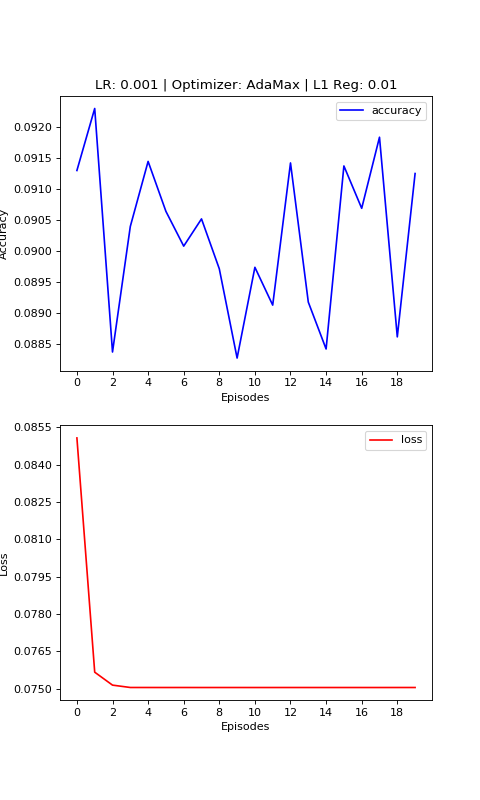 LR: 0.001 | Optimizer: AdaMax | L1 Reg: 0.01
accuracy
0.0920
0.0915
0.0910
0.0905
0.0900
0.0895
0.0890
0.0885
Accuracy
0 2 4 6 8 10 12 14 16 18
Episodes
loss
0.0855
0.0840
0.0825
0.0810
0.0795
0.0780
0.0765
0.0750
Loss
0 2 4 6 8 10 12 14 16 18
Episodes